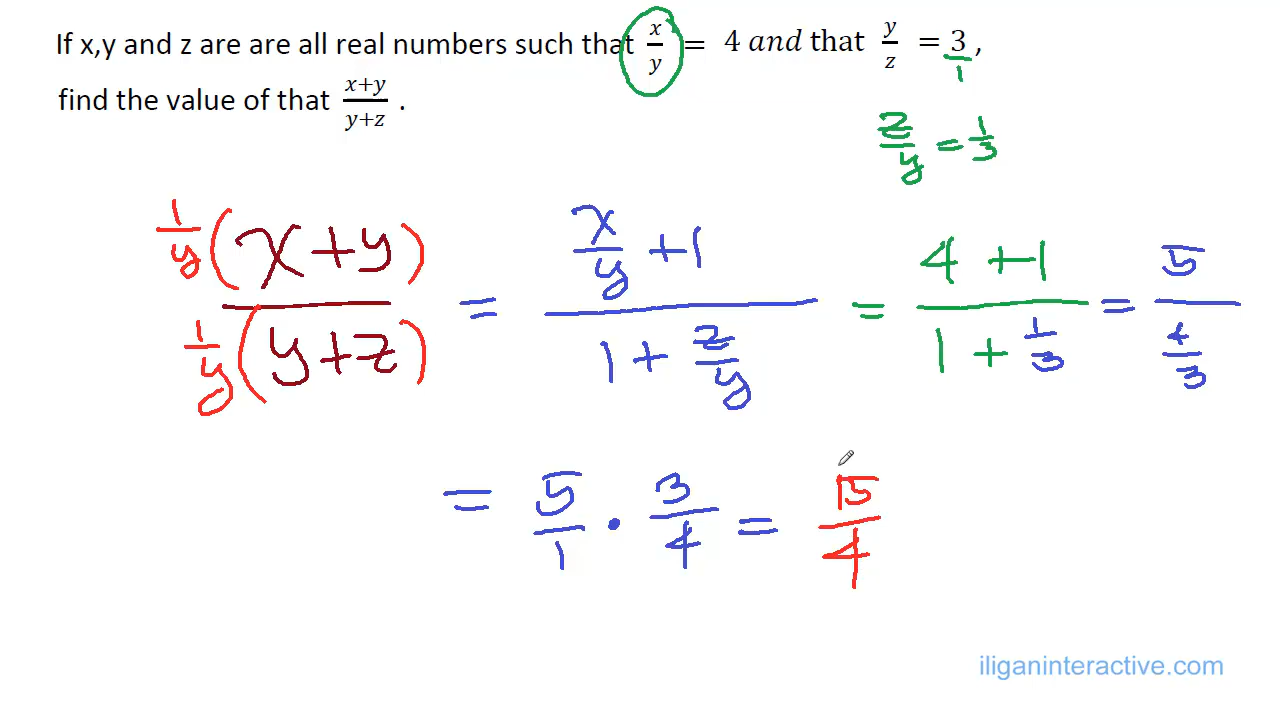 If x,y and z are are all real numbers such that x/y = 4 and that y/z = 3,
find the value of that x+y/y+z .
1
z/y = 1/3
1/y (x + y) / 1/y (y + z) = x/y + 1 / 1 + z/y = 4 + 1 / 1 + 1/3 = 5 / 4/3
= 5/1 · 3/4 = 15/4
iliganinteractive.com